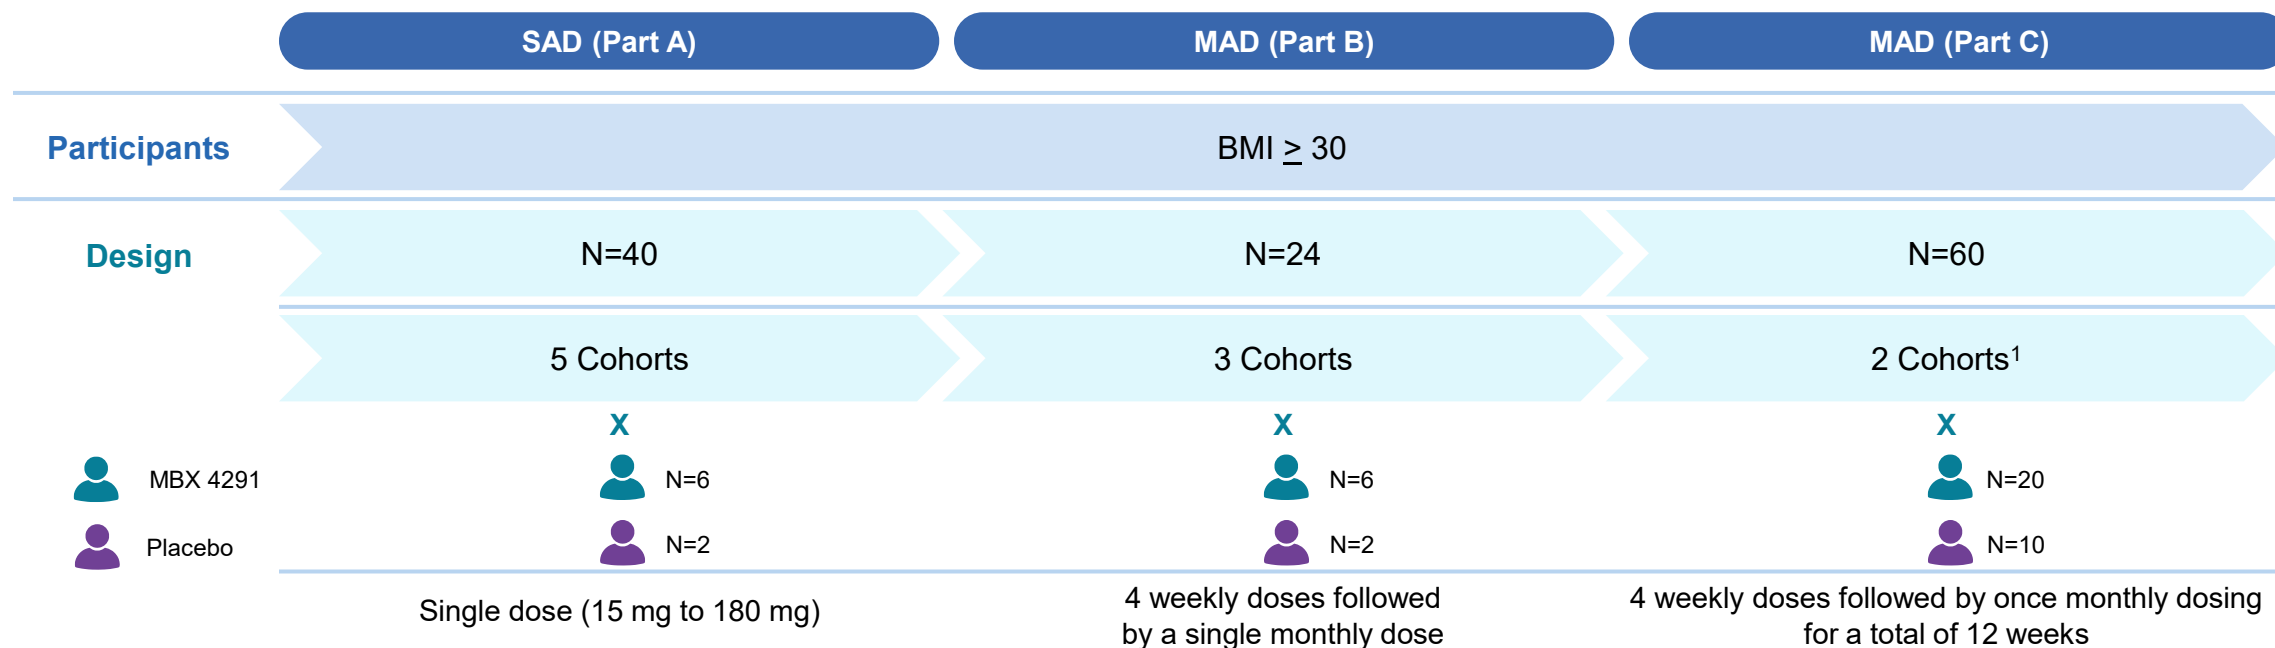 SAD (Part A)
MAD (Part B)
MAD (Part C)
Participants
BMI ≥ 30
Design
N=40
N=24
N=60
5 Cohorts
3 Cohorts
2 Cohorts¹
X
X
X
MBX 4291
N=6
N=6
N=20
Placebo
N=2
N=2
N=10
Single dose (15 mg to 180 mg)
4 weekly doses followed
by a single monthly dose
4 weekly doses followed by once monthly dosing
for a total of 12 weeks